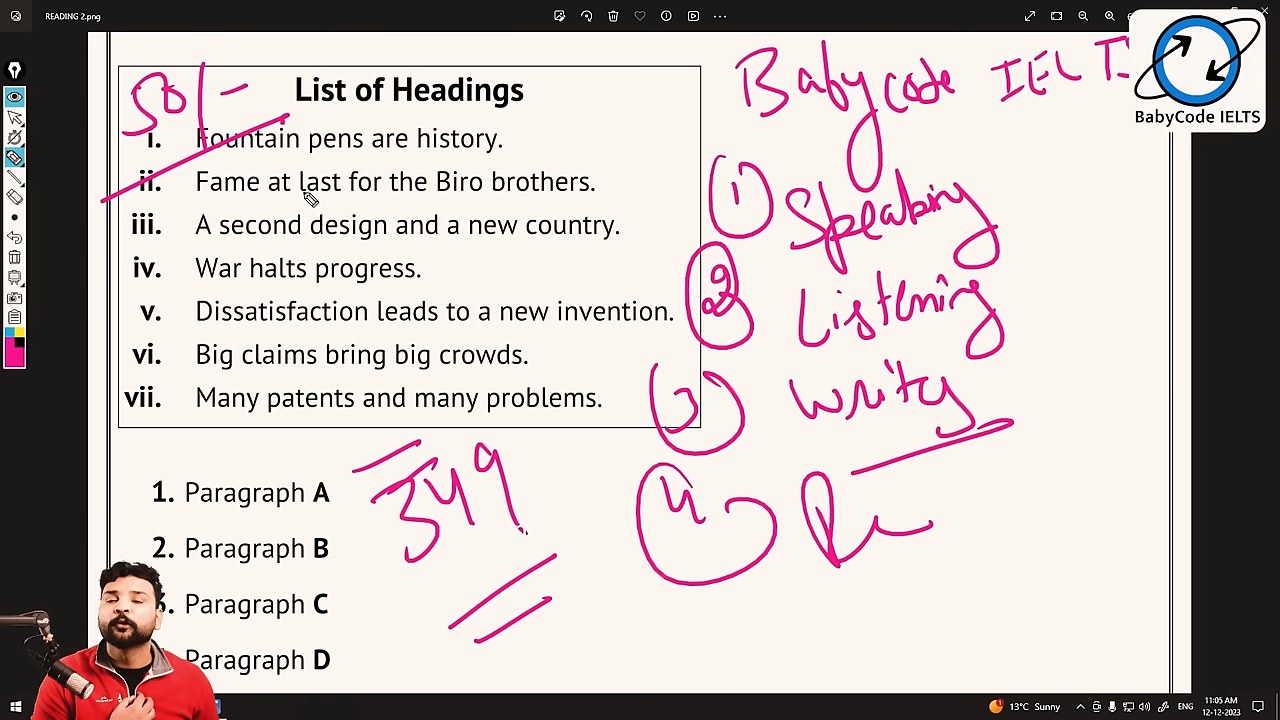 READING 2.png
BabyCode IELTS
List of Headings
50/-
i. Fountain pens are history.
ii. Fame at last for the Biro brothers.
iii. A second design and a new country.
iv. War halts progress.
v. Dissatisfaction leads to a new invention.
vi. Big claims bring big crowds.
vii. Many patents and many problems.
Babycode IELTS
1 Speaking
2 Listening
3
4 Re
349
1. Paragraph A
2. Paragraph B
Paragraph C
Paragraph D
13°C Sunny
ENG
11:05 AM
12-12-2023